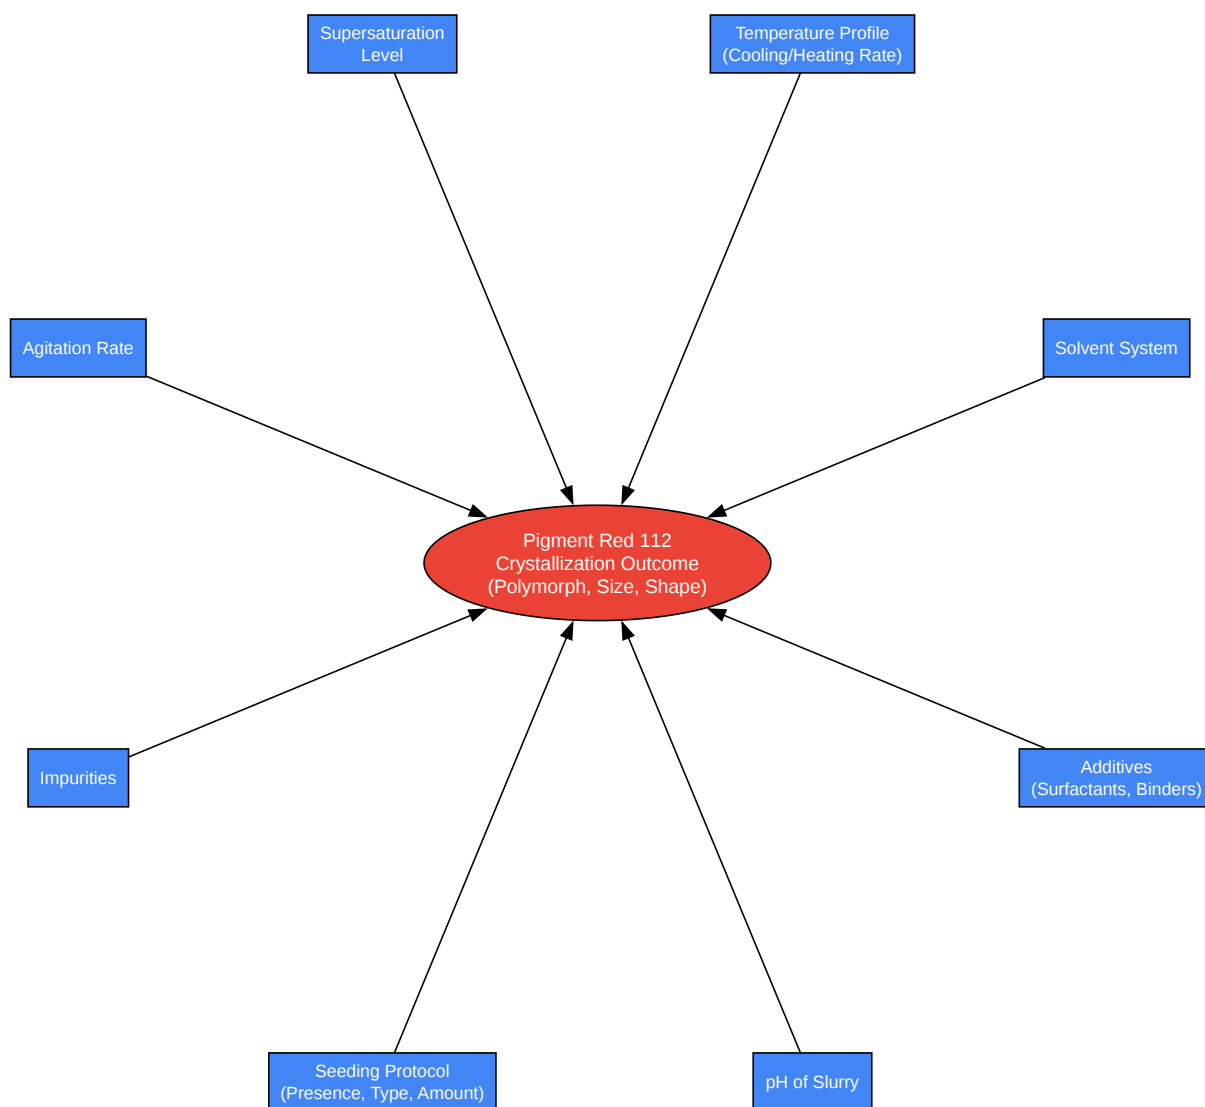 Supersaturation
Level
Temperature Profile
(Cooling/Heating Rate)
Agitation Rate
Solvent System
Pigment Red 112
Crystallization Outcome
(Polymorph, Size, Shape)
Impurities
Additives
(Surfactants, Binders)
Seeding Protocol
(Presence, Type, Amount)
pH of Slurry